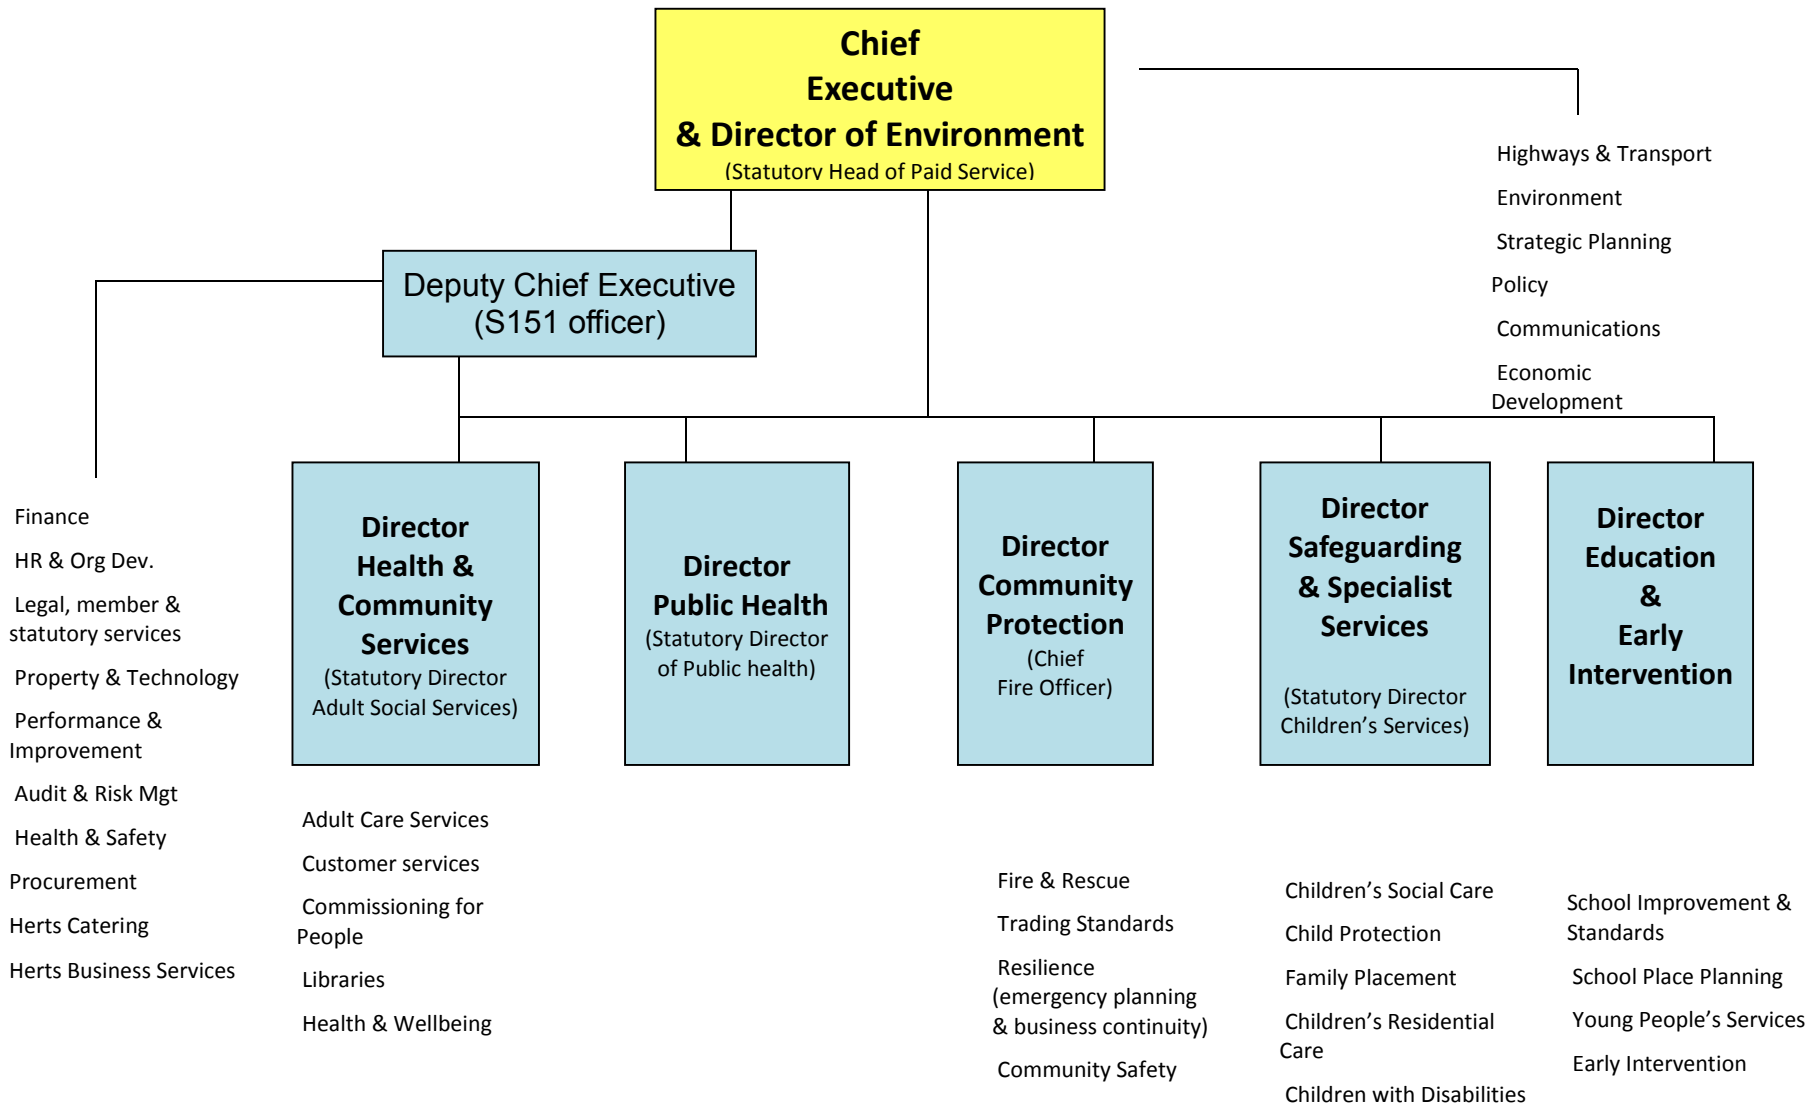 Chief
Executive
& Director of Environment
(Statutory Head of Paid Service)
Highways & Transport
Environment
Strategic Planning
Policy
Communications
Economic
Development
Deputy Chief Executive
(S151 officer)
Finance
HR & Org Dev.
Legal, member &
statutory services
Property & Technology
Performance &
Improvement
Audit & Risk Mgt
Health & Safety
Procurement
Herts Catering
Herts Business Services
Director
Health &
Community
Services
(Statutory Director
Adult Social Services)
Adult Care Services
Customer services
Commissioning for
People
Libraries
Health & Wellbeing
Director
Public Health
(Statutory Director
of Public health)
Director
Community
Protection
(Chief
Fire Officer)
Fire & Rescue
Trading Standards
Resilience
(emergency planning
& business continuity)
Community Safety
Director
Safeguarding
& Specialist
Services
(Statutory Director
Children’s Services)
Children’s Social Care
Child Protection
Family Placement
Children’s Residential
Care
Children with Disabilities
Director
Education
&
Early
Intervention
School Improvement &
Standards
School Place Planning
Young People’s Services
Early Intervention